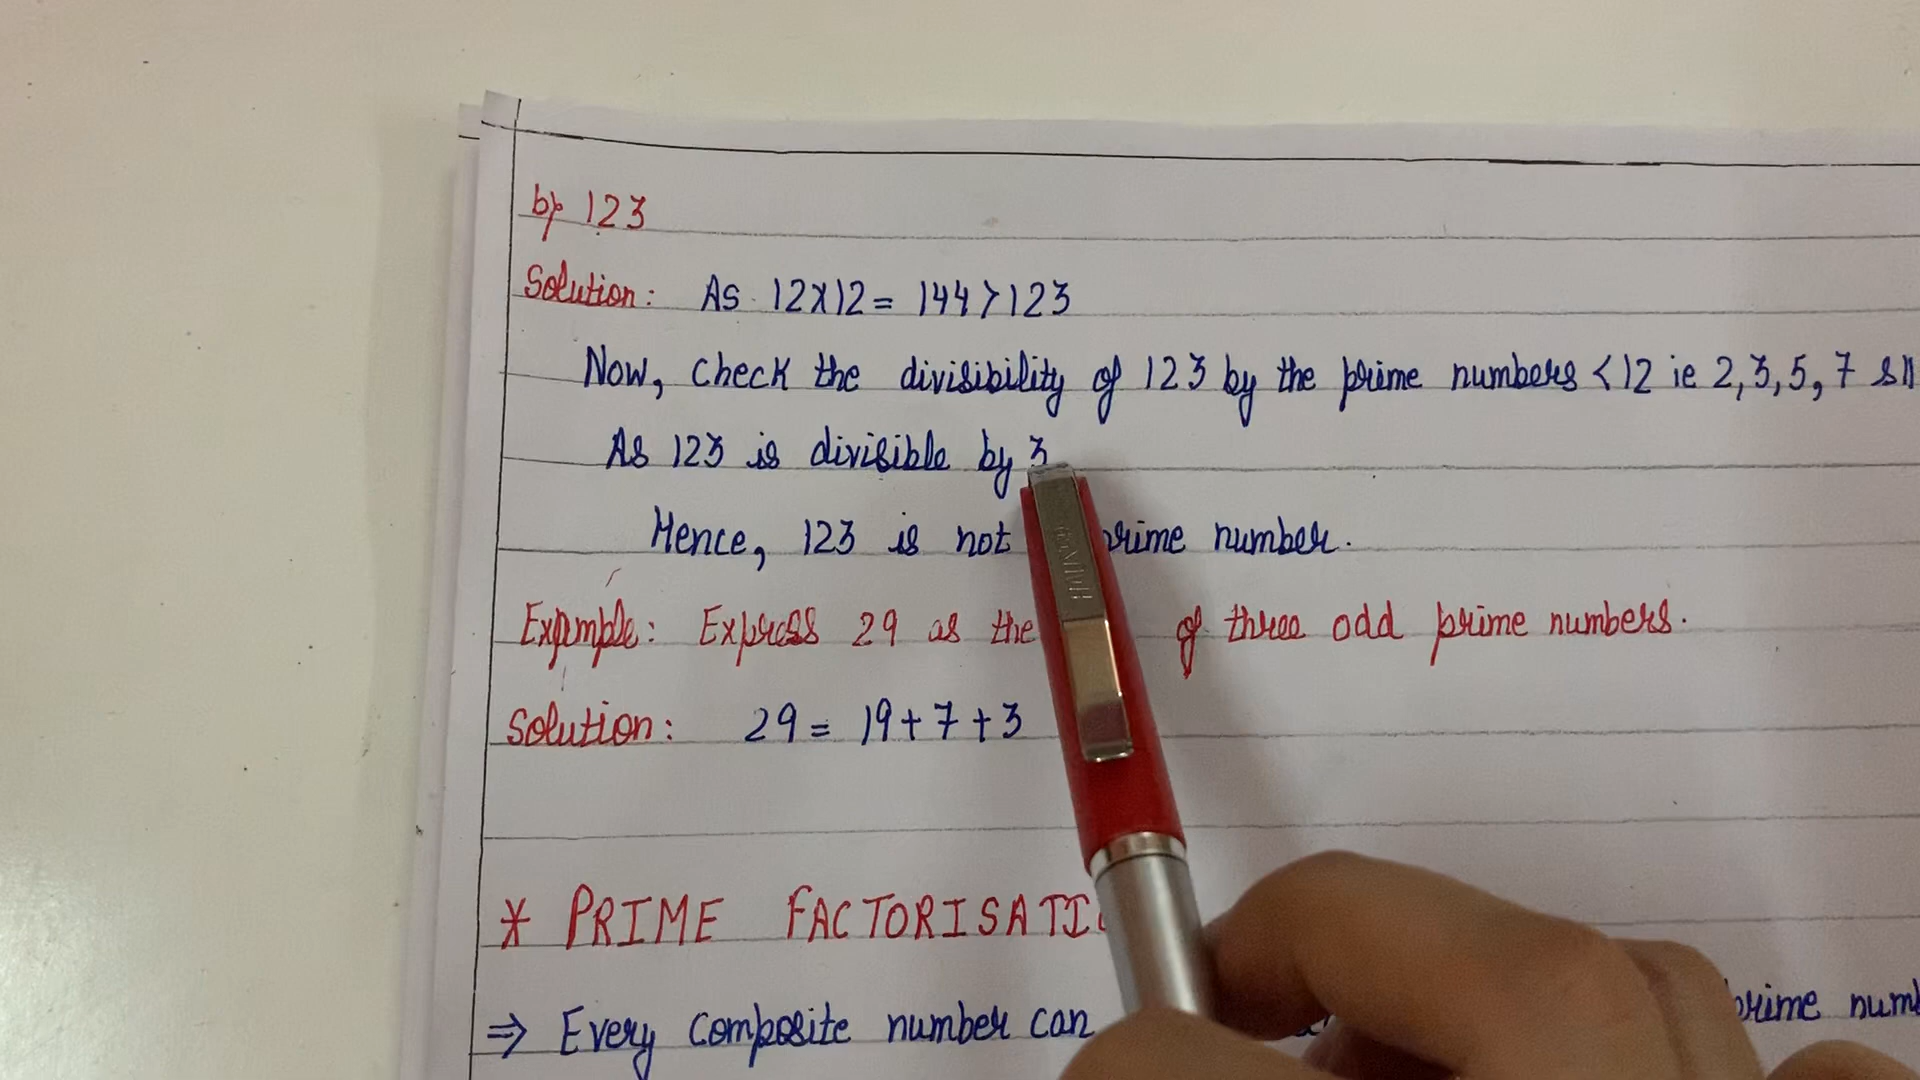 b) 123
Solution: As 12x12 = 144 > 123
Now, check the divisibility of 123 by the prime numbers < 12 ie 2, 3, 5, 7 & 11
As 123 is divisible by 3
Hence, 123 is not prime number.
Example: Express 29 as the of three odd prime numbers.
Solution: 29 = 19 + 7 + 3
* PRIME FACTORISATI
⇒ Every composite number can prime num